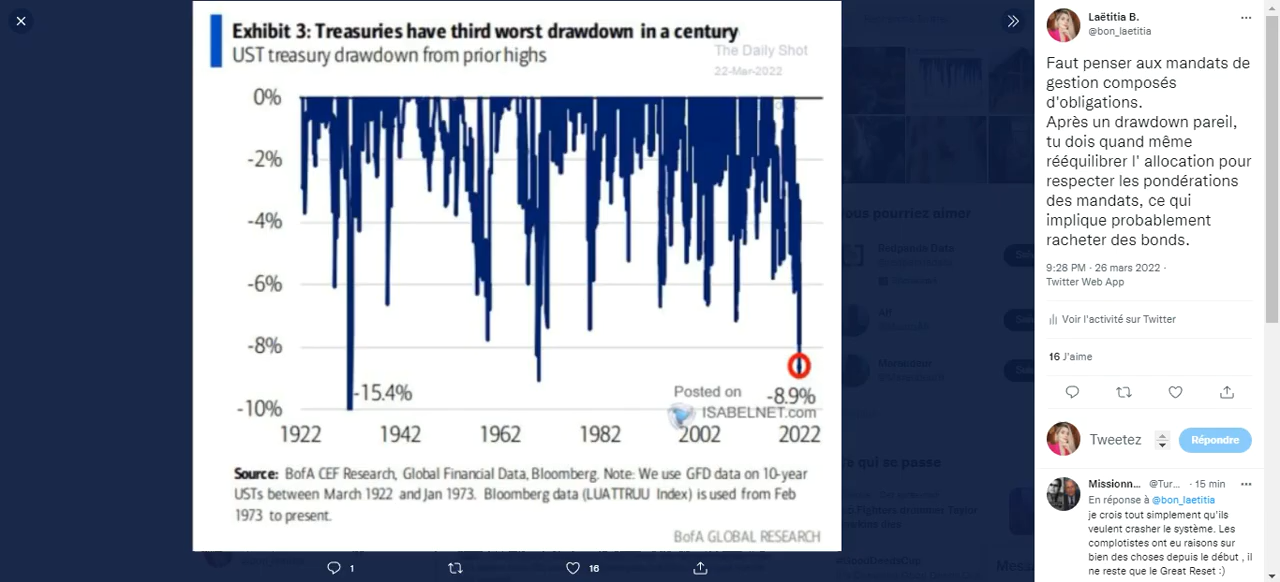 Exhibit 3: Treasuries have third worst drawdown in a century
UST treasury drawdown from prior highs
The Daily Shot
22-Mar-2022
0%
-2%
-4%
-6%
-8%
-10%
-15.4%
-8.9%
Posted on
ISABELNET.com
1922
1942
1962
1982
2002
2022
Source: BofA CEF Research, Global Financial Data, Bloomberg. Note: We use GFD data on 10-year
USTs between March 1922 and Jan 1973. Bloomberg data (LUATTRUU Index) is used from Feb
1973 to present.
BofA GLOBAL RESEARCH
1
16
vous pourriez aimer
Redpanda Data
Aff
qui se passe
Laëtitia B.
@bon_laetitia
Faut penser aux mandats de
gestion composés
d'obligations.
Après un drawdown pareil,
tu dois quand même
rééquilibrer l' allocation pour
respecter les pondérations
des mandats, ce qui
implique probablement
racheter des bonds.
9:28 PM · 26 mars 2022 ·
Twitter Web App
Voir l'activité sur Twitter
16 J'aime
Tweetez
Répondre
Missionn... @Tur... · 15 min
En réponse à @bon_laetitia
je crois tout simplement qu'ils
veulent crasher le système. Les
complotistes ont eu raisons sur
bien des choses depuis le début , il
ne reste que le Great Reset :)